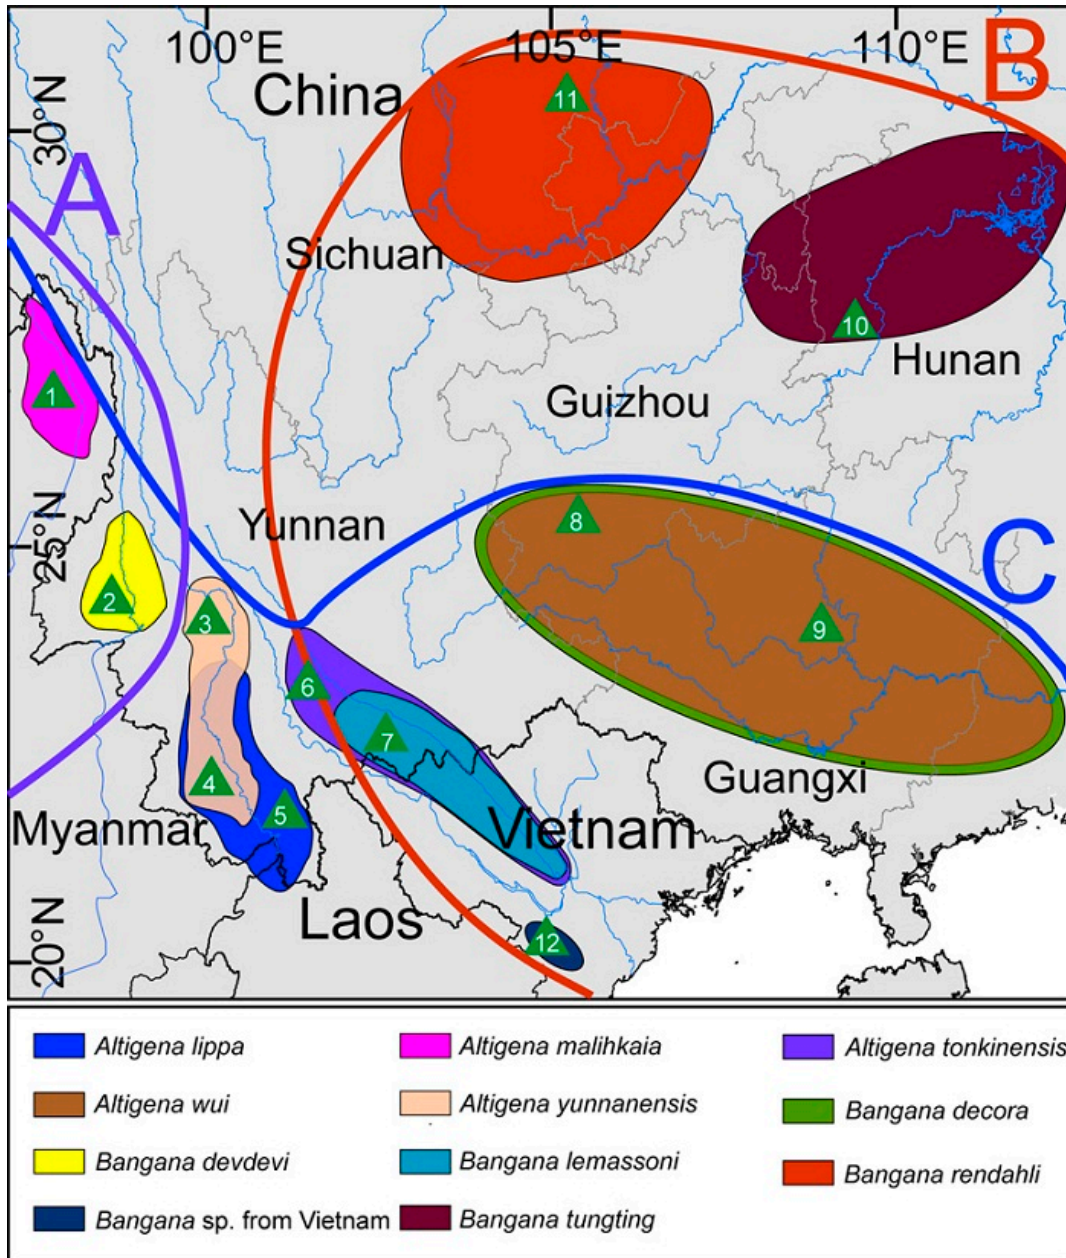 100°E 105°E 110°E
B
China
11
30°N
A
Sichuan
10
Hunan
1
Guizhou
8
Yunnan
C
25°N
2
3
9
6
7
Guangxi
4
5
Myanmar
Vietnam
Laos
12
20°N
Altigena lippa
Altigena malihkaia
Altigena tonkinensis
Altigena wui
Altigena yunnanensis
Bangana decora
Bangana devdevi
Bangana lemassoni
Bangana rendahli
Bangana sp. from Vietnam
Bangana tungting